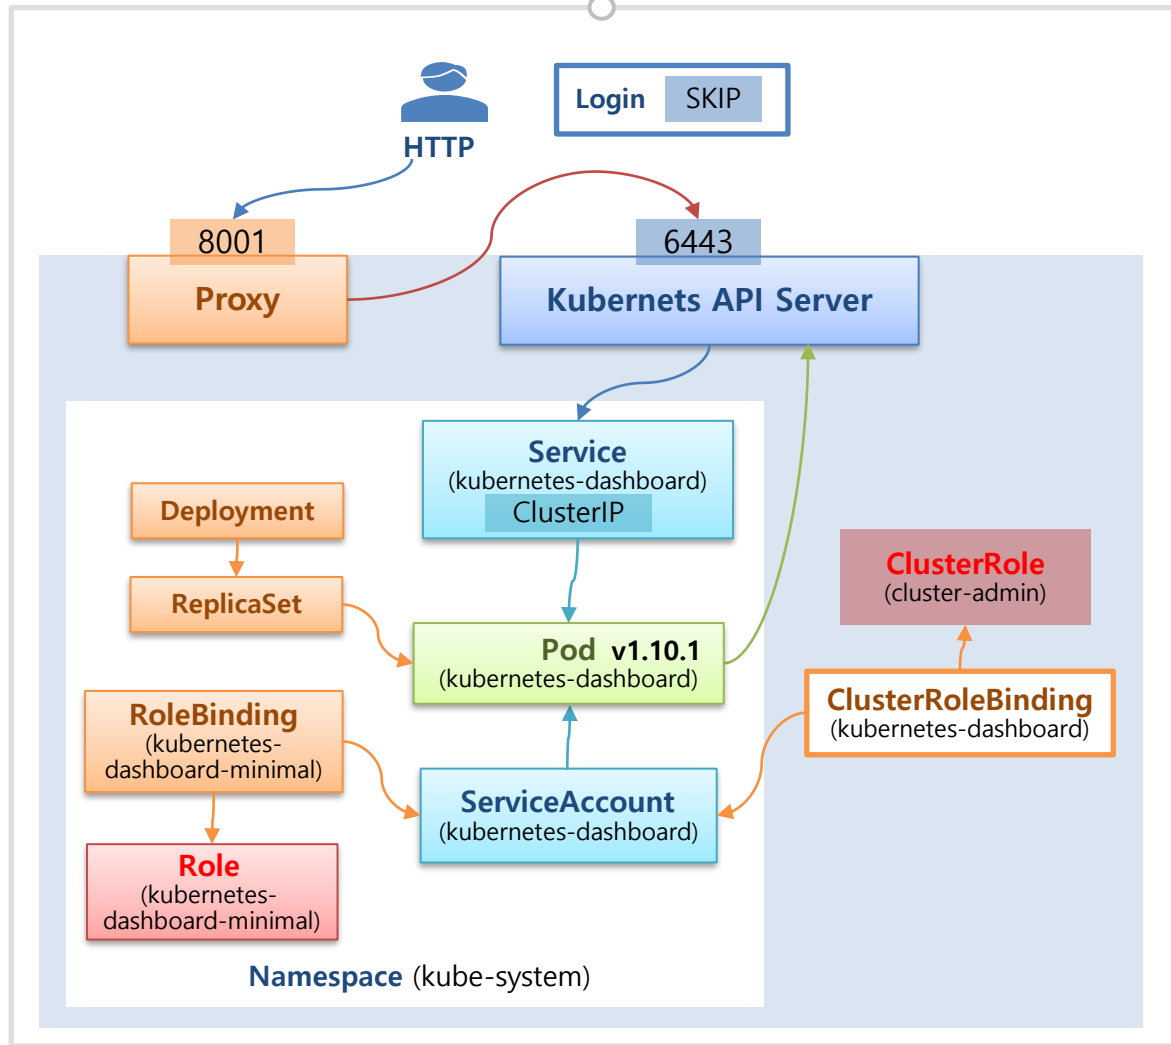 Login SKIP
HTTP
8001
6443
Proxy
Kubernets API Server
Service
(kubernetes-dashboard)
ClusterIP
Deployment
ReplicaSet
ClusterRole
(cluster-admin)
Pod v1.10.1
(kubernetes-dashboard)
RoleBinding
(kubernetes-
dashboard-minimal)
ClusterRoleBinding
(kubernetes-dashboard)
ServiceAccount
(kubernetes-dashboard)
Role
(kubernetes-
dashboard-minimal)
Namespace (kube-system)